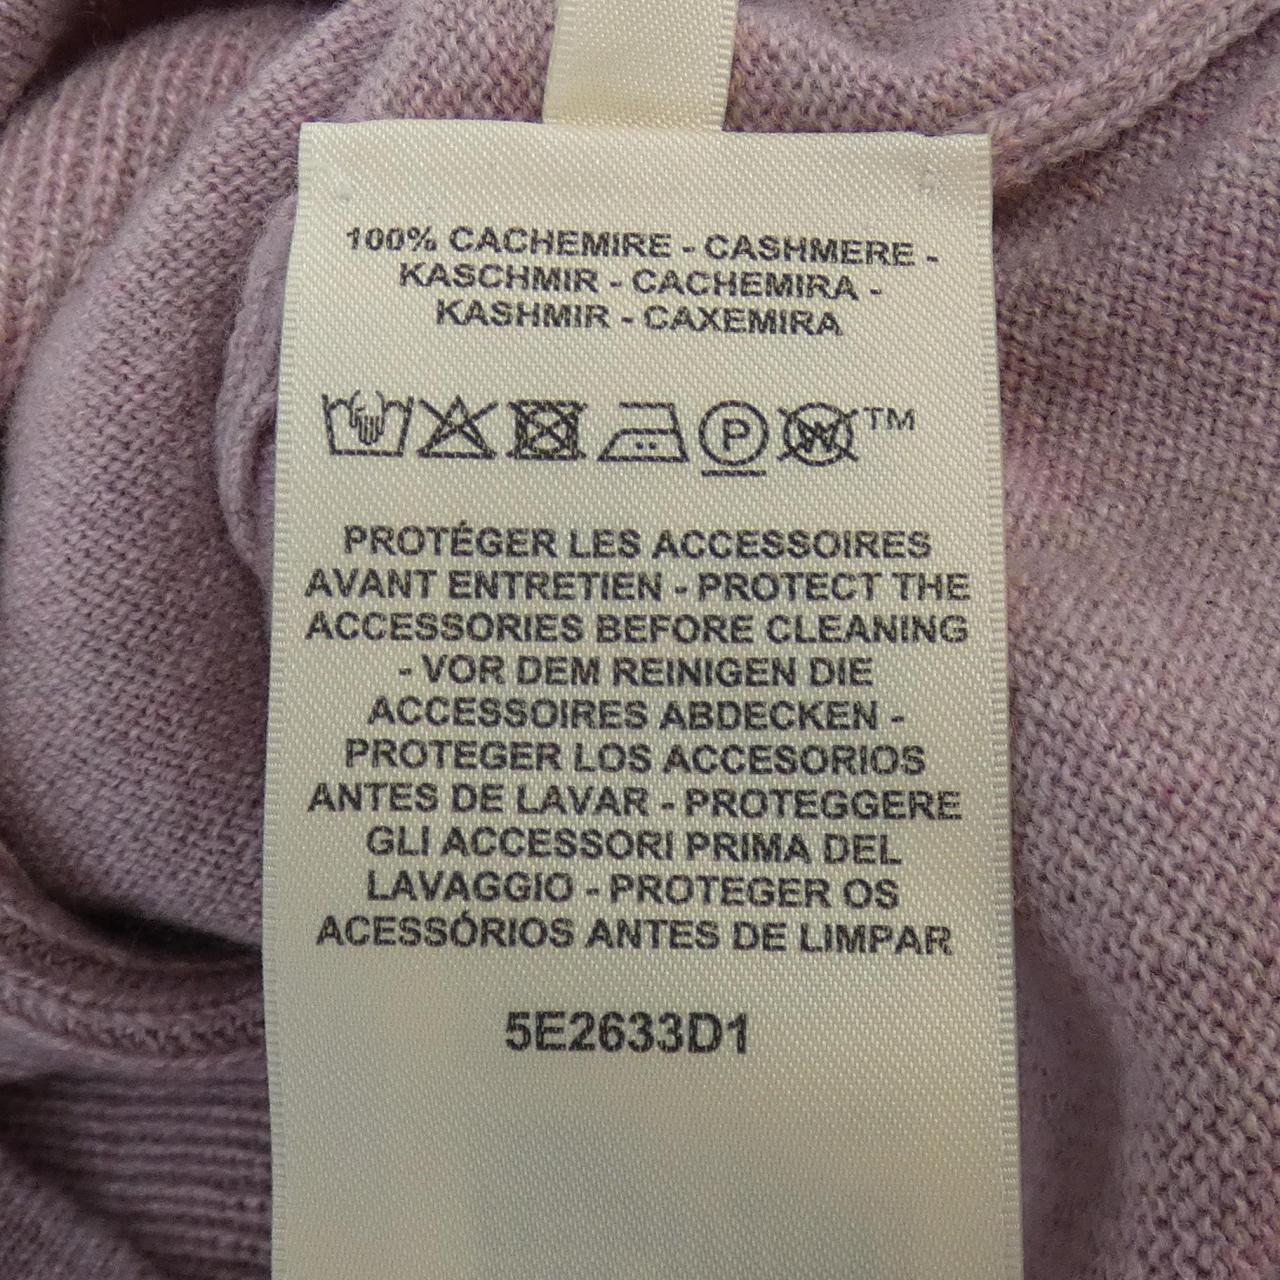 100% CACHEMIRE - CASHMERE -
KASCHMIR - CACHEMIRA -
KASHMIR - CAXEMIRA
P W TM
PROTÉGER LES ACCESSOIRES
AVANT ENTRETIEN - PROTECT THE
ACCESSORIES BEFORE CLEANING
- VOR DEM REINIGEN DIE
ACCESSOIRES ABDECKEN -
PROTEGER LOS ACCESORIOS
ANTES DE LAVAR - PROTEGGERE
GLI ACCESSORI PRIMA DEL
LAVAGGIO - PROTEGER OS
ACESSÓRIOS ANTES DE LIMPAR
5E2633D1